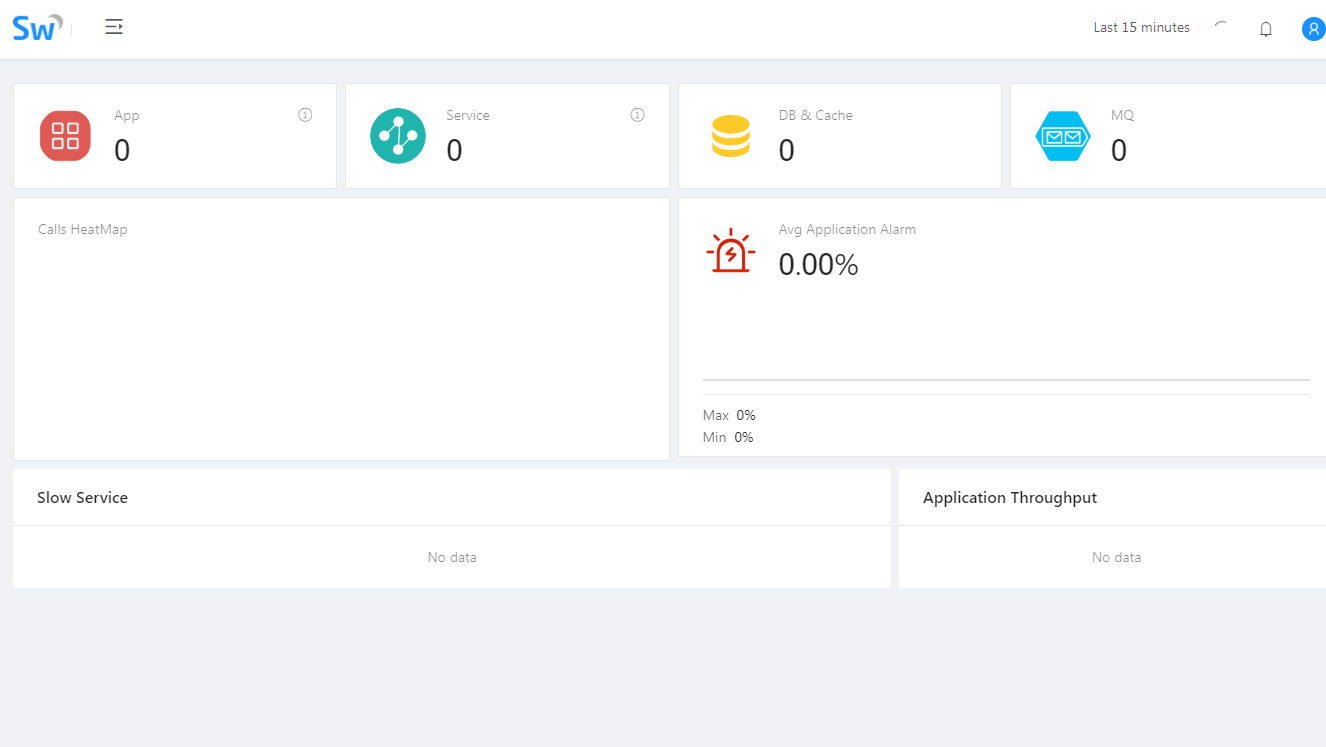 Sw
Last 15 minutes
App
0
Service
0
DB & Cache
0
MQ
0
Calls HeatMap
Avg Application Alarm
0.00%
Max 0%
Min 0%
Slow Service
Application Throughput
No data
No data